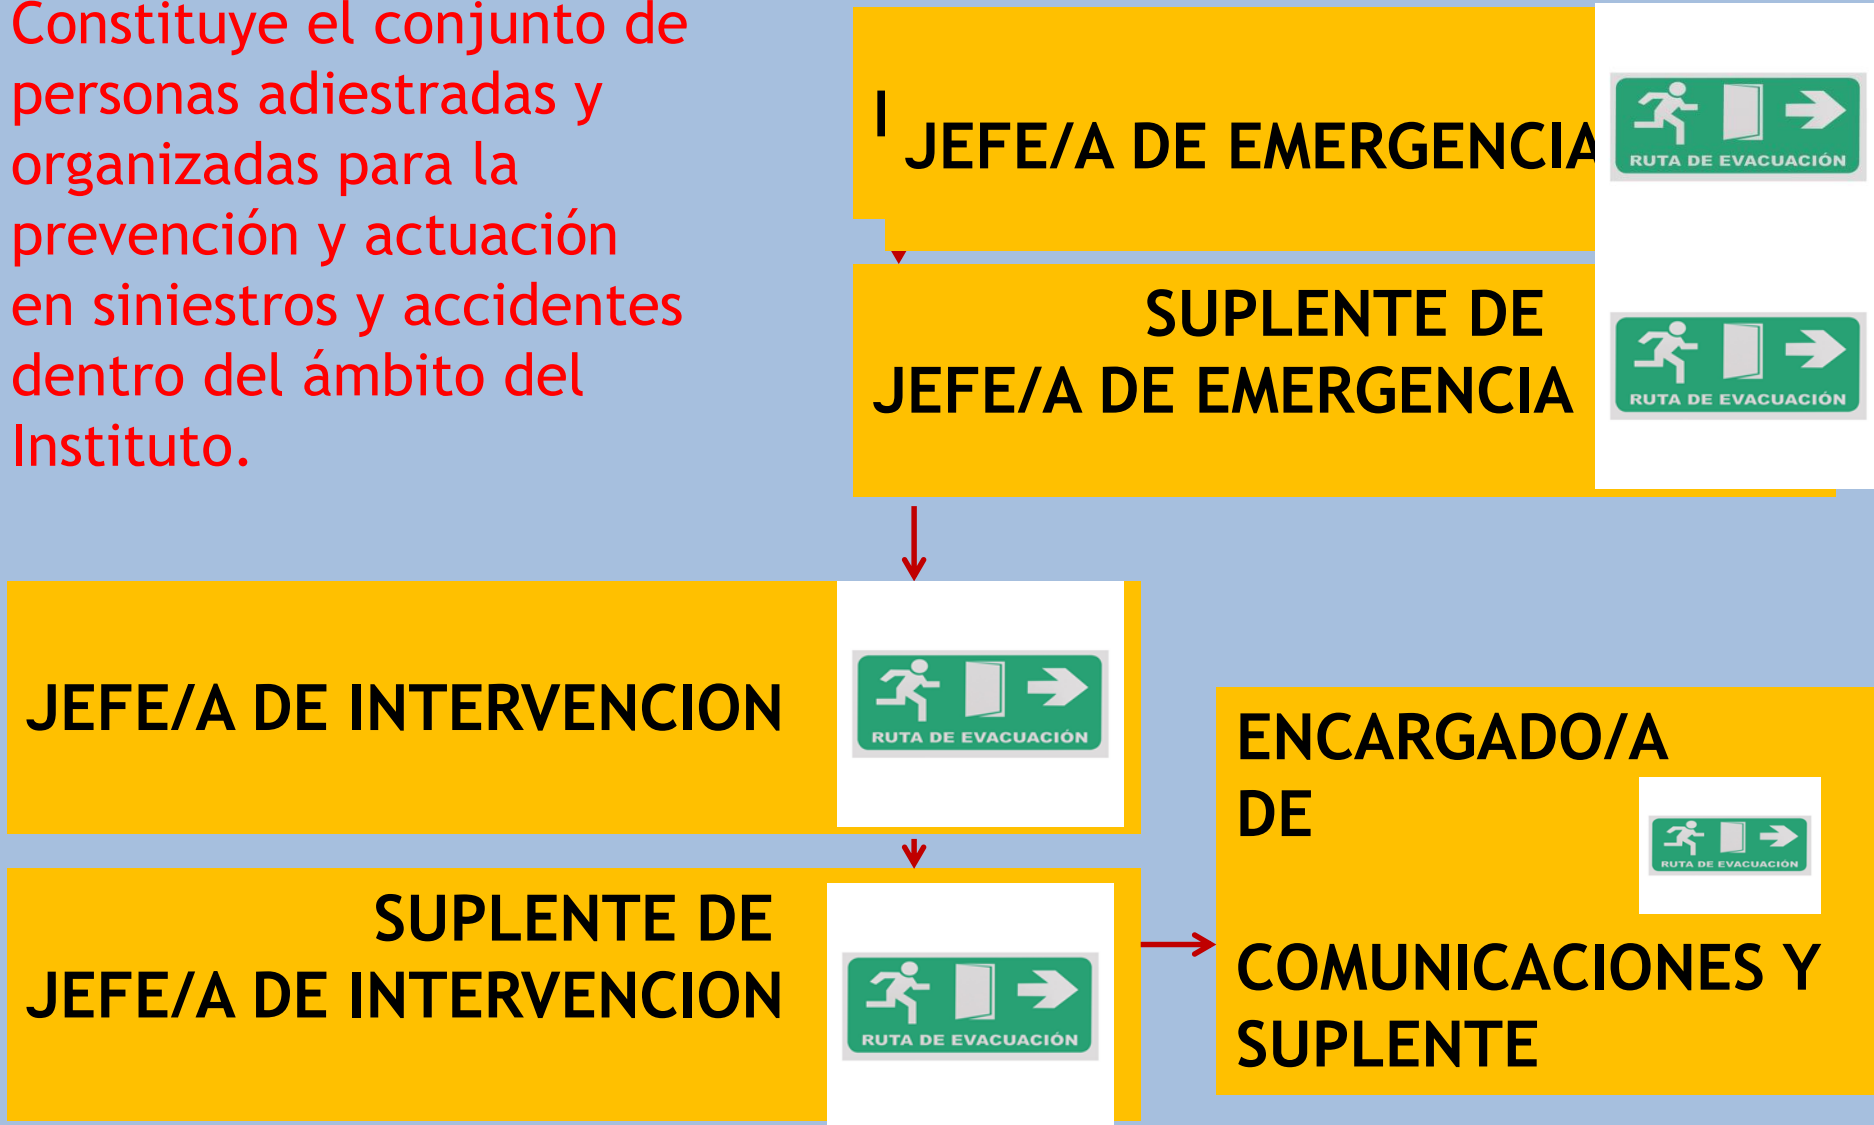 Constituye el conjunto de
personas adiestradas y
organizadas para la
prevención y actuación
en siniestros y accidentes
dentro del ámbito del
Instituto.
JEFE/A DE EMERGENCIA
RUTA DE EVACUACIÓN
SUPLENTE DE
JEFE/A DE EMERGENCIA
RUTA DE EVACUACIÓN
JEFE/A DE INTERVENCION
RUTA DE EVACUACIÓN
SUPLENTE DE
JEFE/A DE INTERVENCION
RUTA DE EVACUACIÓN
ENCARGADO/A
DE
RUTA DE EVACUACIÓN
COMUNICACIONES Y
SUPLENTE